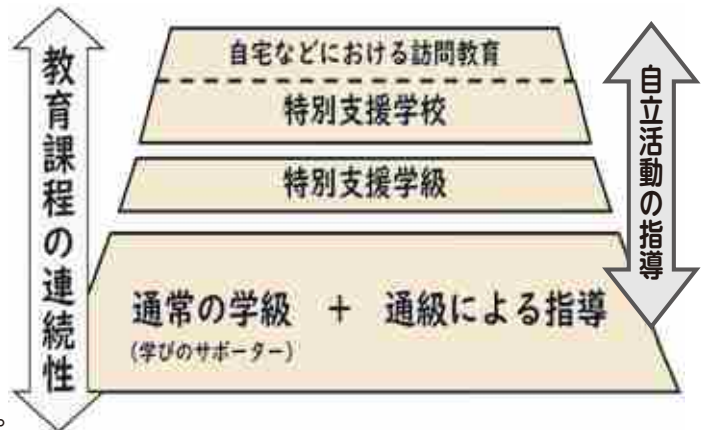 教育課程の連続性
自宅などにおける訪問教育
特別支援学校
特別支援学級
通常の学級 + 通級による指導
(学びのサポーター)
自立活動の指導
。